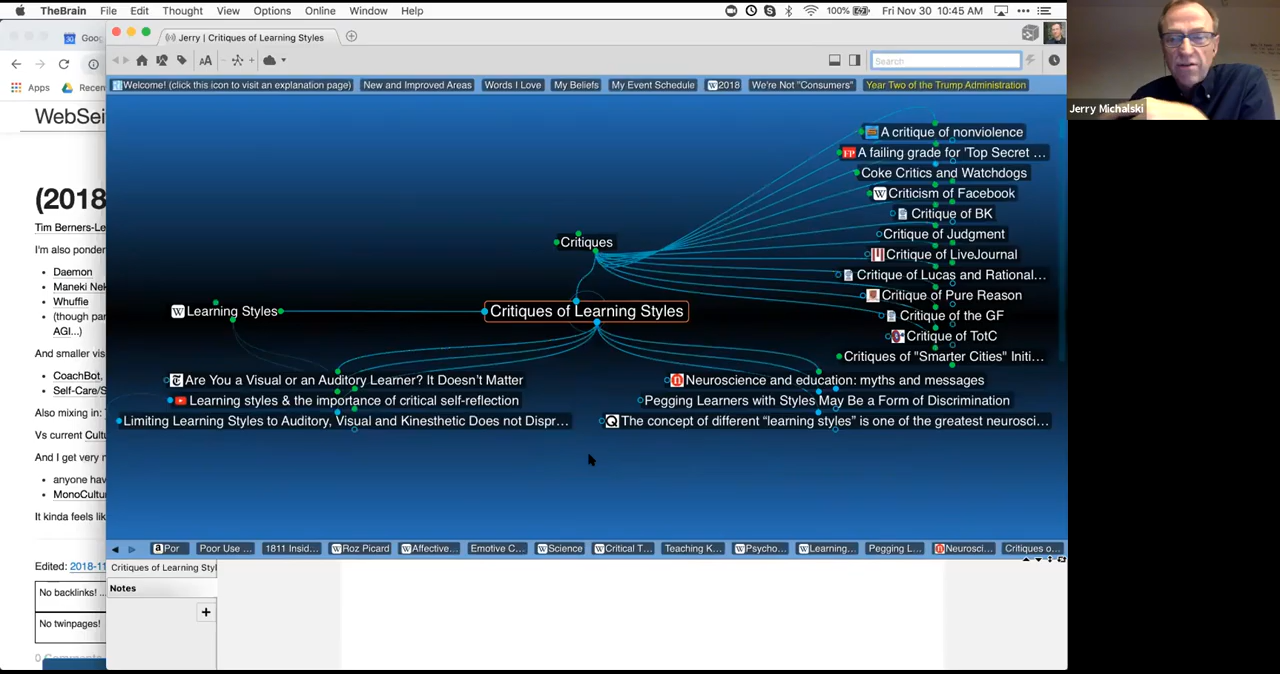 TheBrain File Edit Thought View Options Online Window Help 100% Fri Nov 30 10:45 AM
Goog
Jerry | Critiques of Learning Styles
AA
Search
Apps Recen
Welcome! (click this icon to visit an explanation page) New and Improved Areas Words I Love My Beliefs My Event Schedule 2018 We're Not "Consumers" Year Two of the Trump Administration
Jerry Michalski
WebSei
(2018
Tim Berners-Le
I'm also ponder
Daemon
Maneki Nek
Whuffie
(though par
AGI...)
And smaller vis
CoachBot,
Self-Care/S
Also mixing in:
Vs current Cultu
And I get very r
anyone hav
MonoCultu
It kinda feels lik
Edited: 2018-11
No backlinks! ...
No twinpages!
0 Comments
A critique of nonviolence
A failing grade for 'Top Secret ...
Coke Critics and Watchdogs
Criticism of Facebook
Critique of BK
Critique of Judgment
Critique of LiveJournal
Critique of Lucas and Rational...
Critique of Pure Reason
Critique of the GF
Critique of TotC
Critiques of "Smarter Cities" Initi...
Critiques
Learning Styles
Critiques of Learning Styles
Are You a Visual or an Auditory Learner? It Doesn't Matter
Learning styles & the importance of critical self-reflection
Limiting Learning Styles to Auditory, Visual and Kinesthetic Does not Dispr...
Neuroscience and education: myths and messages
Pegging Learners with Styles May Be a Form of Discrimination
The concept of different “learning styles” is one of the greatest neurosci...
Por Poor Use ... 1811 Insid... Roz Picard Affective... Emotive C... Science Critical T... Teaching K... Psycho... Learning... Pegging L... Neurosci... Critiques o...
Critiques of Learning Styl
Notes